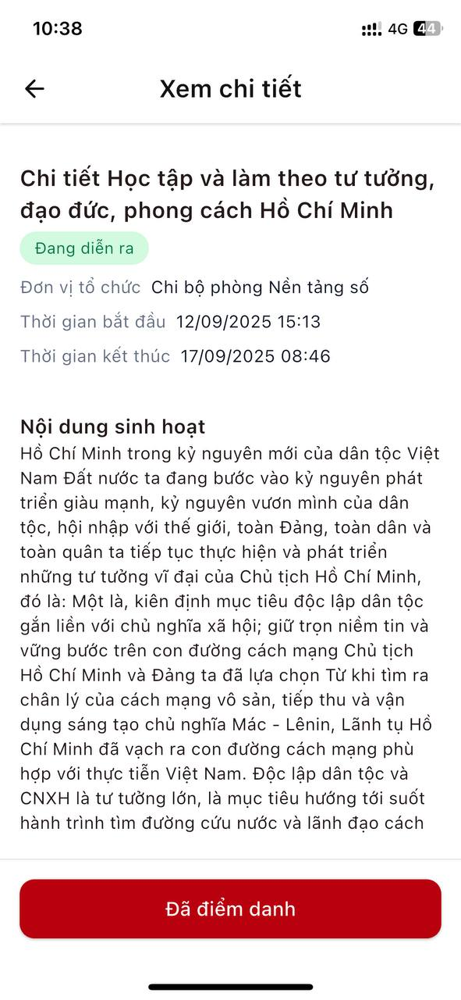 10:38
4G 44
Xem chi tiết
Chi tiết Học tập và làm theo tư tưởng,
đạo đức, phong cách Hồ Chí Minh
Đang diễn ra
Đơn vị tổ chức Chi bộ phòng Nền tảng số
Thời gian bắt đầu 12/09/2025 15:13
Thời gian kết thúc 17/09/2025 08:46
Nội dung sinh hoạt
Hồ Chí Minh trong kỷ nguyên mới của dân tộc Việt
Nam Đất nước ta đang bước vào kỷ nguyên phát
triển giàu mạnh, kỷ nguyên vươn mình của dân
tộc, hội nhập với thế giới, toàn Đảng, toàn dân và
toàn quân ta tiếp tục thực hiện và phát triển
những tư tưởng vĩ đại của Chủ tịch Hồ Chí Minh,
đó là: Một là, kiên định mục tiêu độc lập dân tộc
gắn liền với chủ nghĩa xã hội; giữ trọn niềm tin và
vững bước trên con đường cách mạng Chủ tịch
Hồ Chí Minh và Đảng ta đã lựa chọn Từ khi tìm ra
chân lý của cách mạng vô sản, tiếp thu và vận
dụng sáng tạo chủ nghĩa Mác - Lênin, Lãnh tụ Hồ
Chí Minh đã vạch ra con đường cách mạng phù
hợp với thực tiễn Việt Nam. Độc lập dân tộc và
CNXH là tư tưởng lớn, là mục tiêu hướng tới suốt
hành trình tìm đường cứu nước và lãnh đạo cách
Đã điểm danh